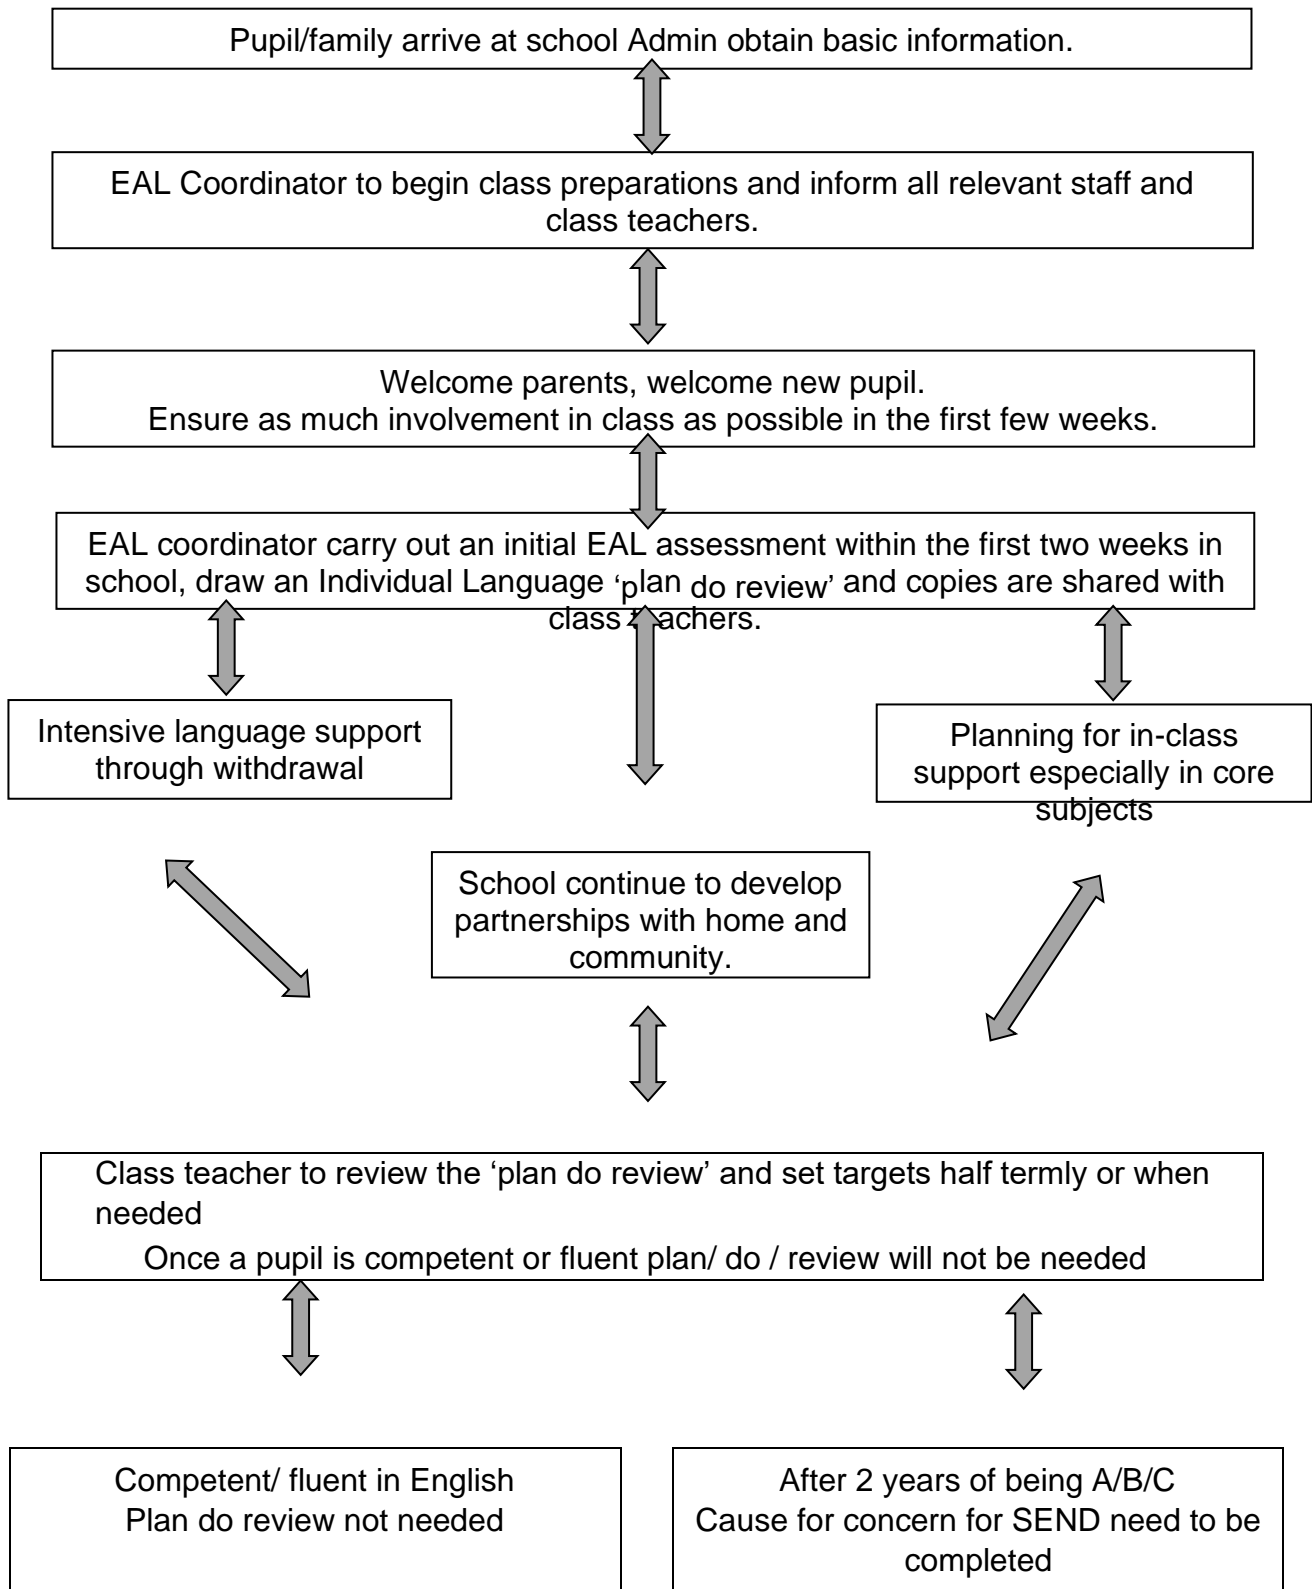 Pupil/family arrive at school Admin obtain basic information.
EAL Coordinator to begin class preparations and inform all relevant staff and
class teachers.
Welcome parents, welcome new pupil.
Ensure as much involvement in class as possible in the first few weeks.
EAL coordinator carry out an initial EAL assessment within the first two weeks in
school, draw an Individual Language ‘plan do review’ and copies are shared with
class teachers.
Intensive language support
through withdrawal
Planning for in-class
support especially in core
subjects
School continue to develop
partnerships with home and
community.
Class teacher to review the ‘plan do review’ and set targets half termly or when
needed
Once a pupil is competent or fluent plan/ do / review will not be needed
Competent/ fluent in English
Plan do review not needed
After 2 years of being A/B/C
Cause for concern for SEND need to be
completed